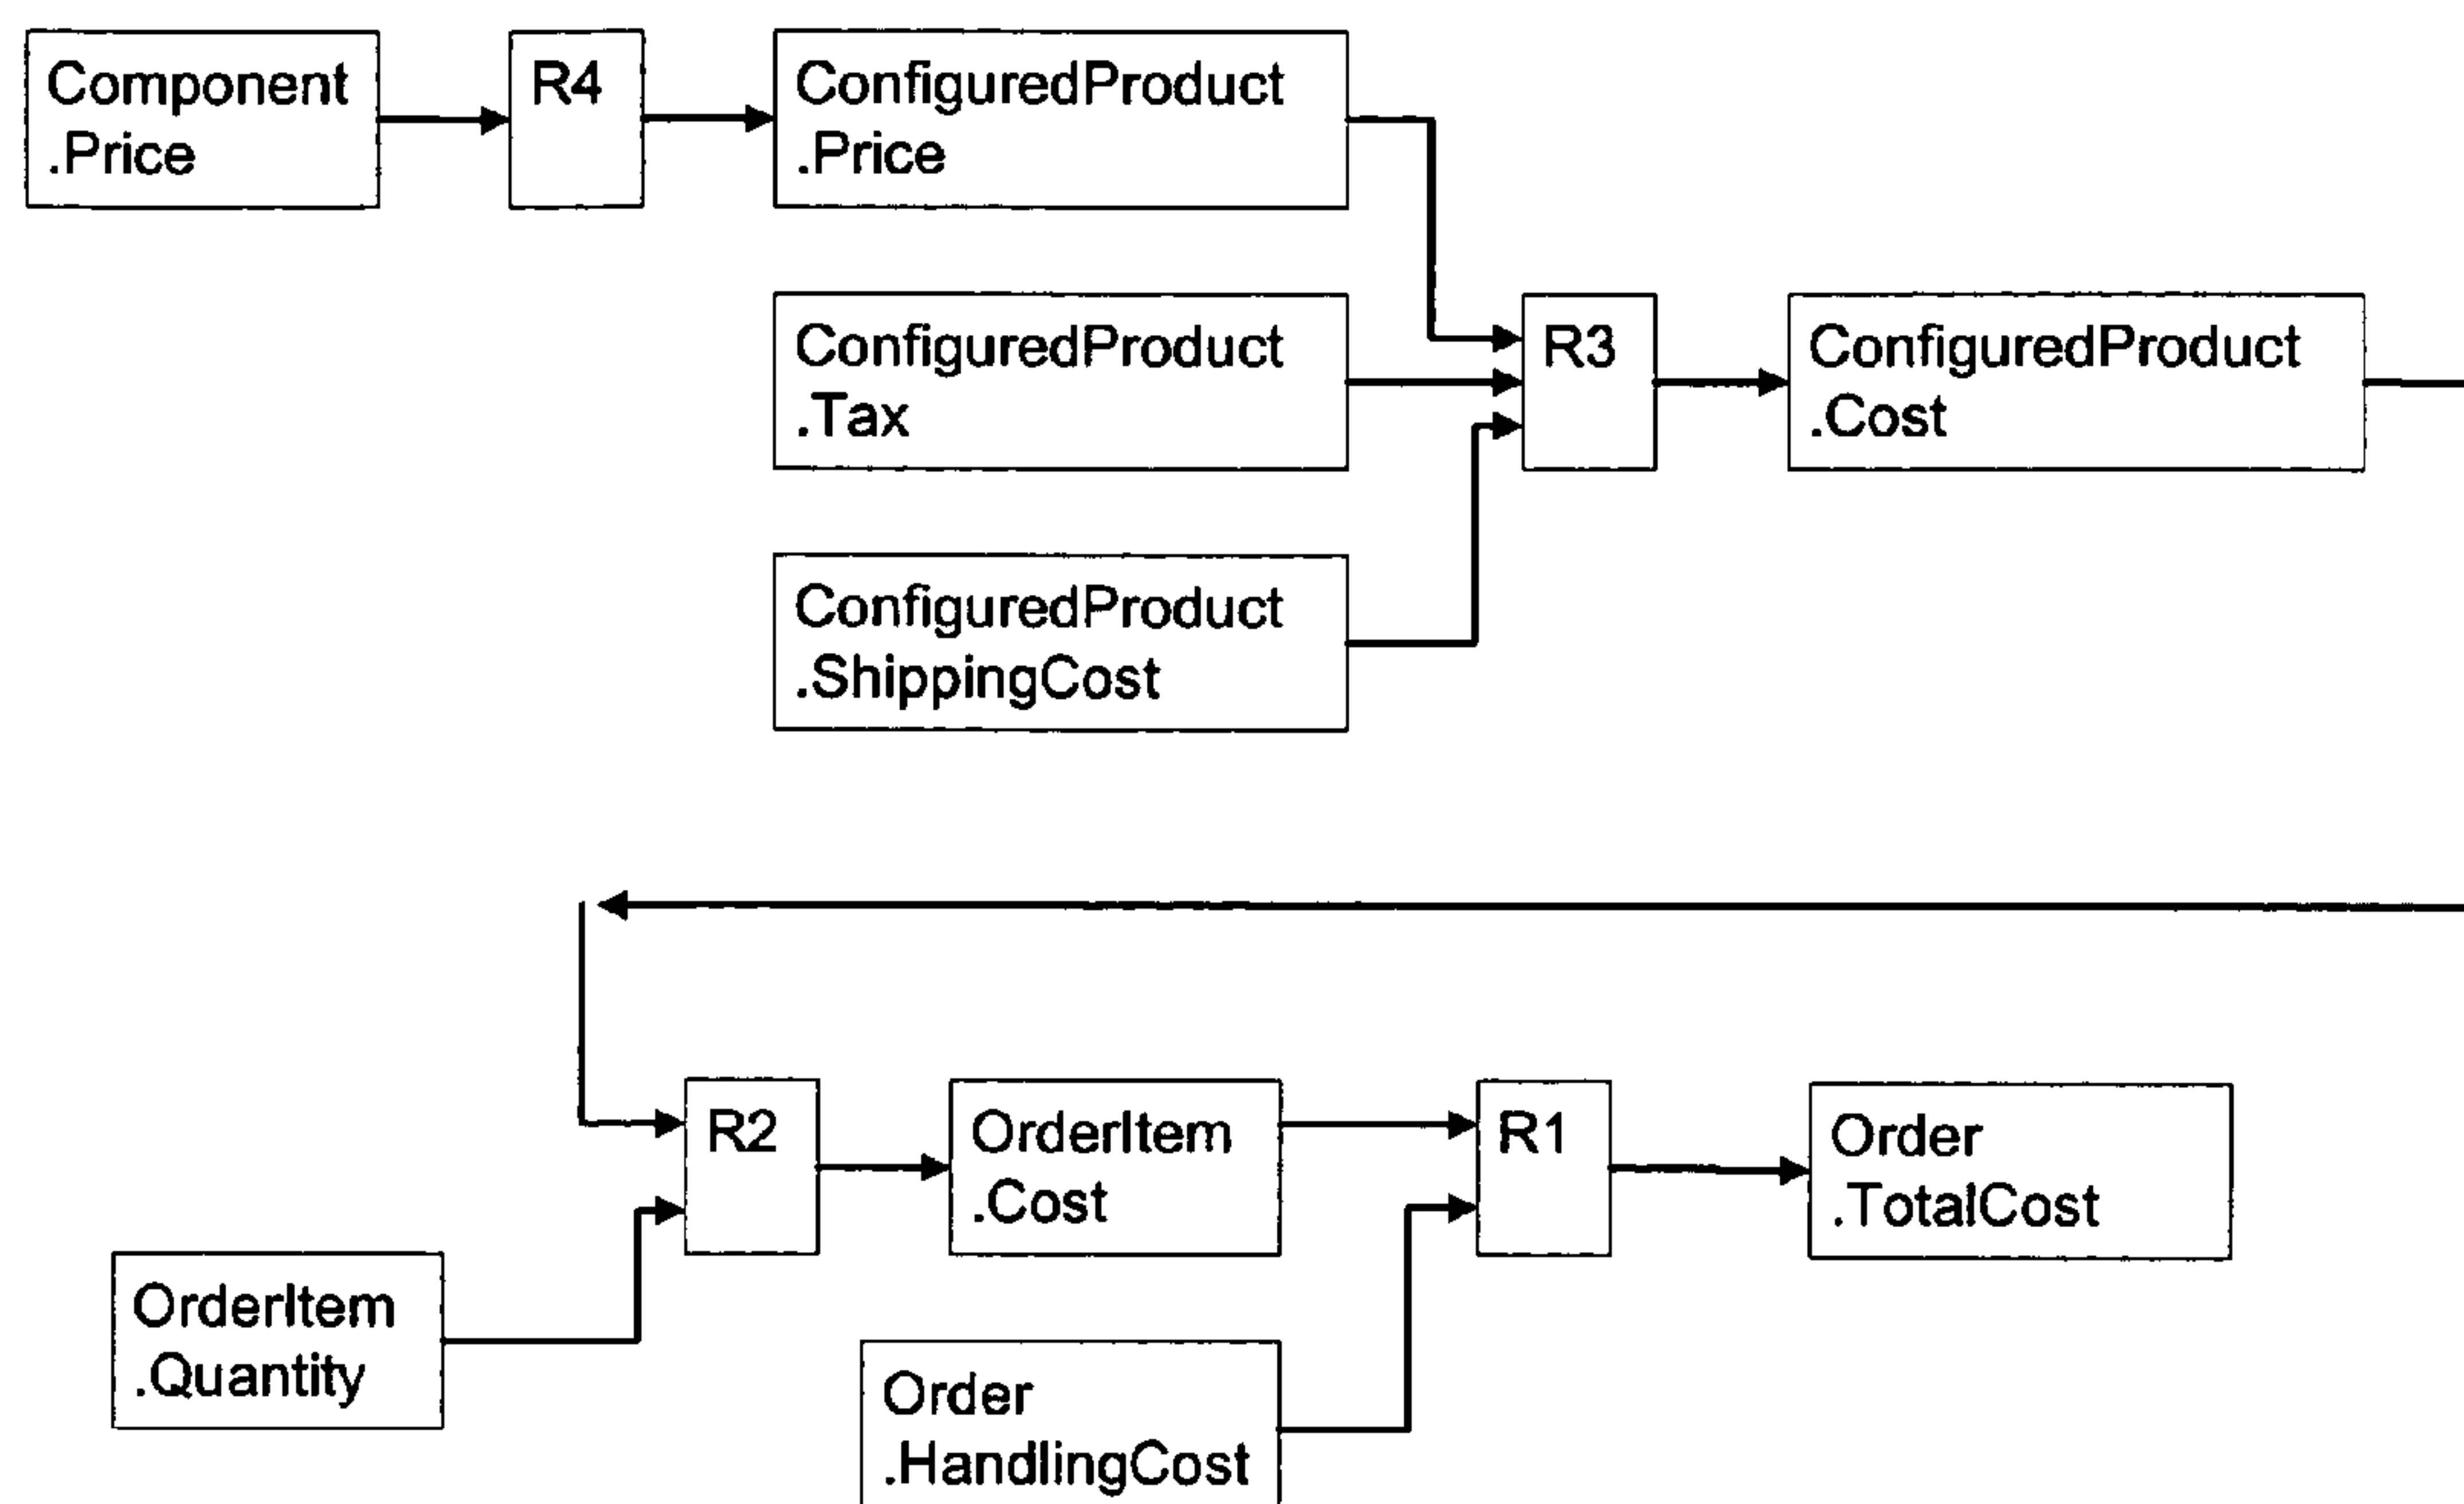 Component
.Price
R4
ConfiguredProduct
.Price
ConfiguredProduct
.Tax
R3
ConfiguredProduct
.Cost
ConfiguredProduct
.ShippingCost
R2
OrderItem
.Cost
R1
Order
.TotalCost
OrderItem
.Quantity
Order
.HandlingCost